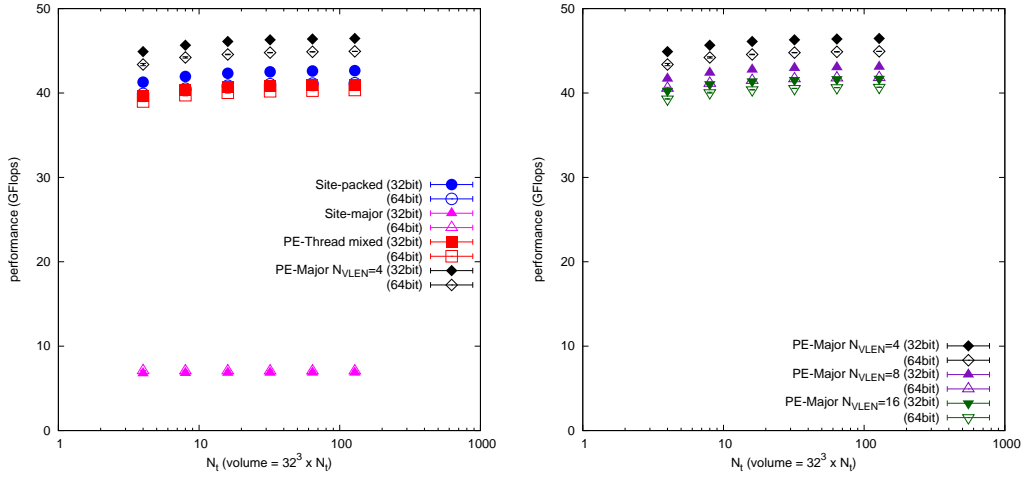 50
40
30
20
10
0
performance (GFlops)
Site-packed (32bit)
(64bit)
Site-major (32bit)
(64bit)
PE-Thread mixed (32bit)
(64bit)
PE-Major N_VLEN=4 (32bit)
(64bit)
1 10 100 1000
N_t (volume = 32^3 x N_t)
50
40
30
20
10
0
performance (GFlops)
PE-Major N_VLEN=4 (32bit)
(64bit)
PE-Major N_VLEN=8 (32bit)
(64bit)
PE-Major N_VLEN=16 (32bit)
(64bit)
1 10 100 1000
N_t (volume = 32^3 x N_t)